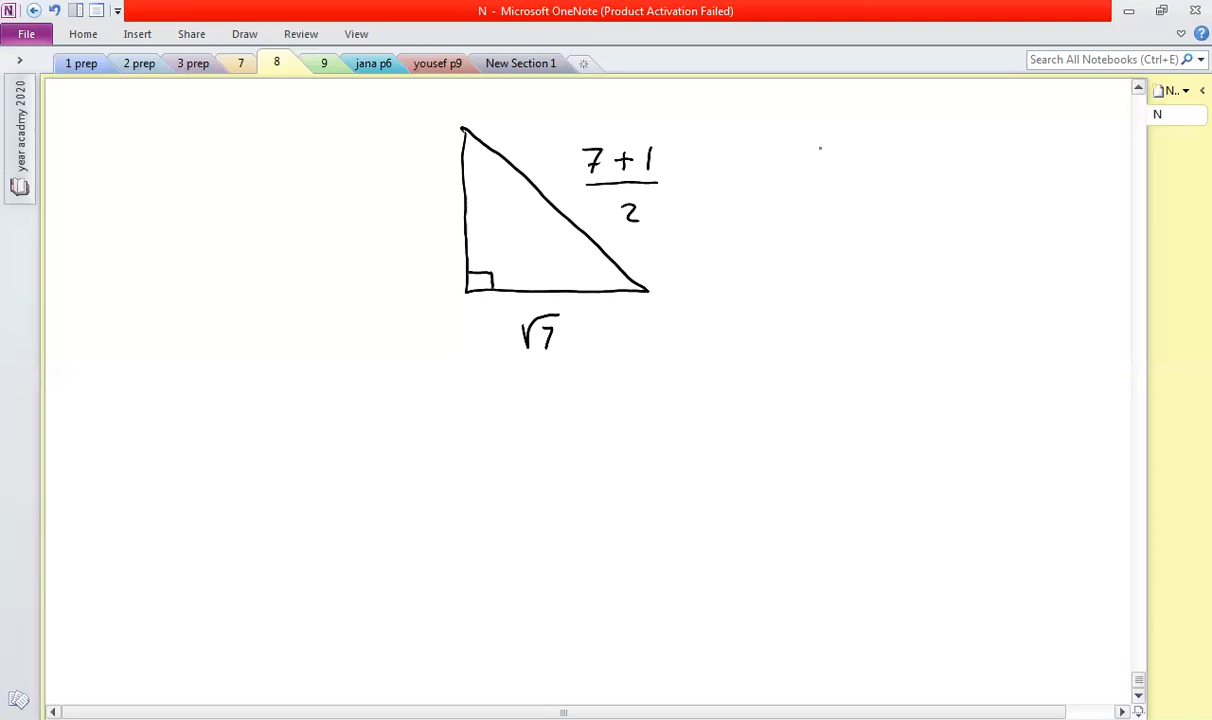 N - Microsoft OneNote (Product Activation Failed)
File Home Insert Share Draw Review View
1 prep 2 prep 3 prep 7 8 9 jana p6 yousef p9 New Section 1
Search All Notebooks (Ctrl+E)
N..
N
year acadmy 2020
7 + 1
2
√7